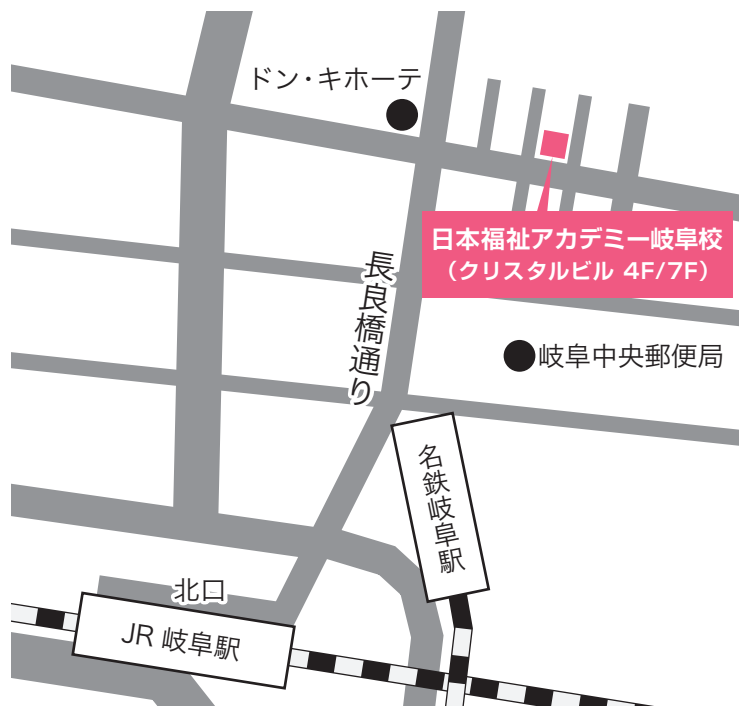 ドン・キホーテ
日本福祉アカデミー岐阜校
（クリスタルビル 4F/7F）
長良橋通り
岐阜中央郵便局
名鉄岐阜駅
北口
JR 岐阜駅